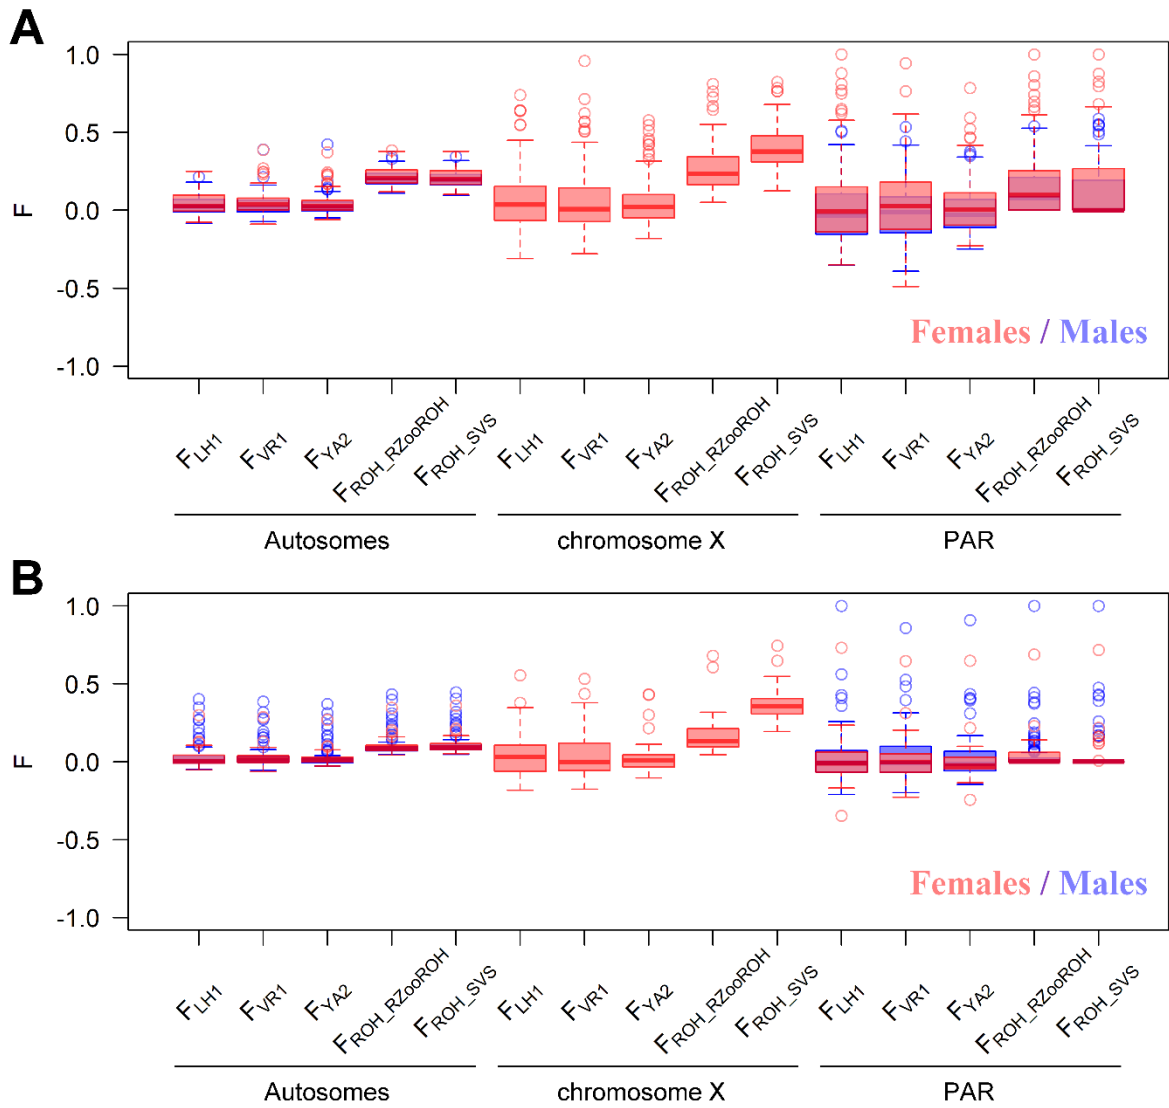 A
1.0
0.5
0.0
-0.5
-1.0
F
Females / Males
FLH1 FVR1 FYA2 FROH_RZooROH FROH_SVS FLH1 FVR1 FYA2 FROH_RZooROH FROH_SVS FLH1 FVR1 FYA2 FROH_RZooROH FROH_SVS
Autosomes chromosome X PAR
B
1.0
0.5
0.0
-0.5
-1.0
F
Females / Males
FLH1 FVR1 FYA2 FROH_RZooROH FROH_SVS FLH1 FVR1 FYA2 FROH_RZooROH FROH_SVS FLH1 FVR1 FYA2 FROH_RZooROH FROH_SVS
Autosomes chromosome X PAR